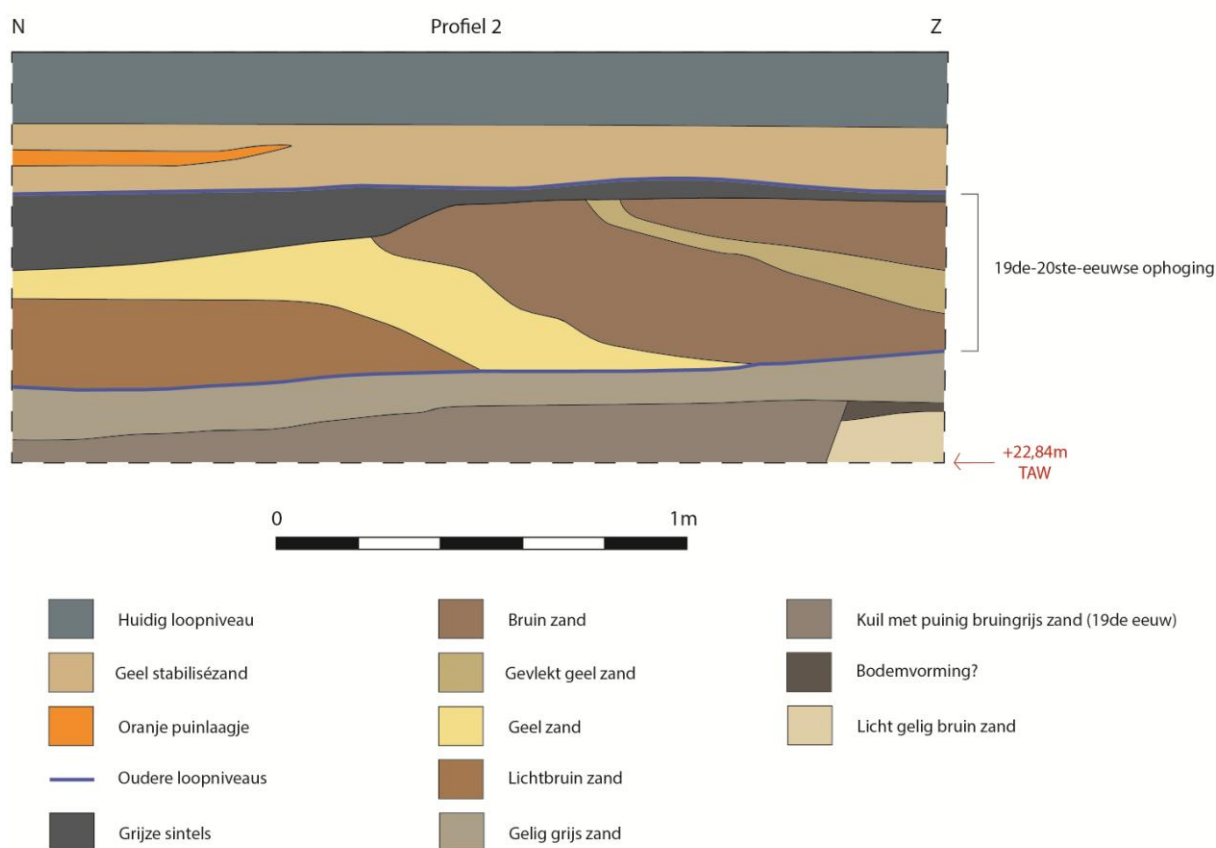 N Profiel 2 Z
19de-20ste-eeuwse ophoging
+22,84m
TAW
0 1m
Huidig loopniveau
Geel stabilisézand
Oranje puinlaagje
Oudere loopniveaus
Grijze sintels
Bruin zand
Gevlekt geel zand
Geel zand
Lichtbruin zand
Gelig grijs zand
Kuil met puinig bruingrijs zand (19de eeuw)
Bodemvorming?
Licht gelig bruin zand